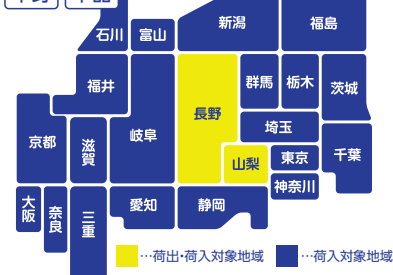 石川
富山
新潟
福島
福井
長野
群馬
栃木
茨城
岐阜
埼玉
京都
滋賀
山梨
東京
千葉
神奈川
大阪
奈良
三重
愛知
静岡
…荷出・荷入対象地域
…荷入対象地域